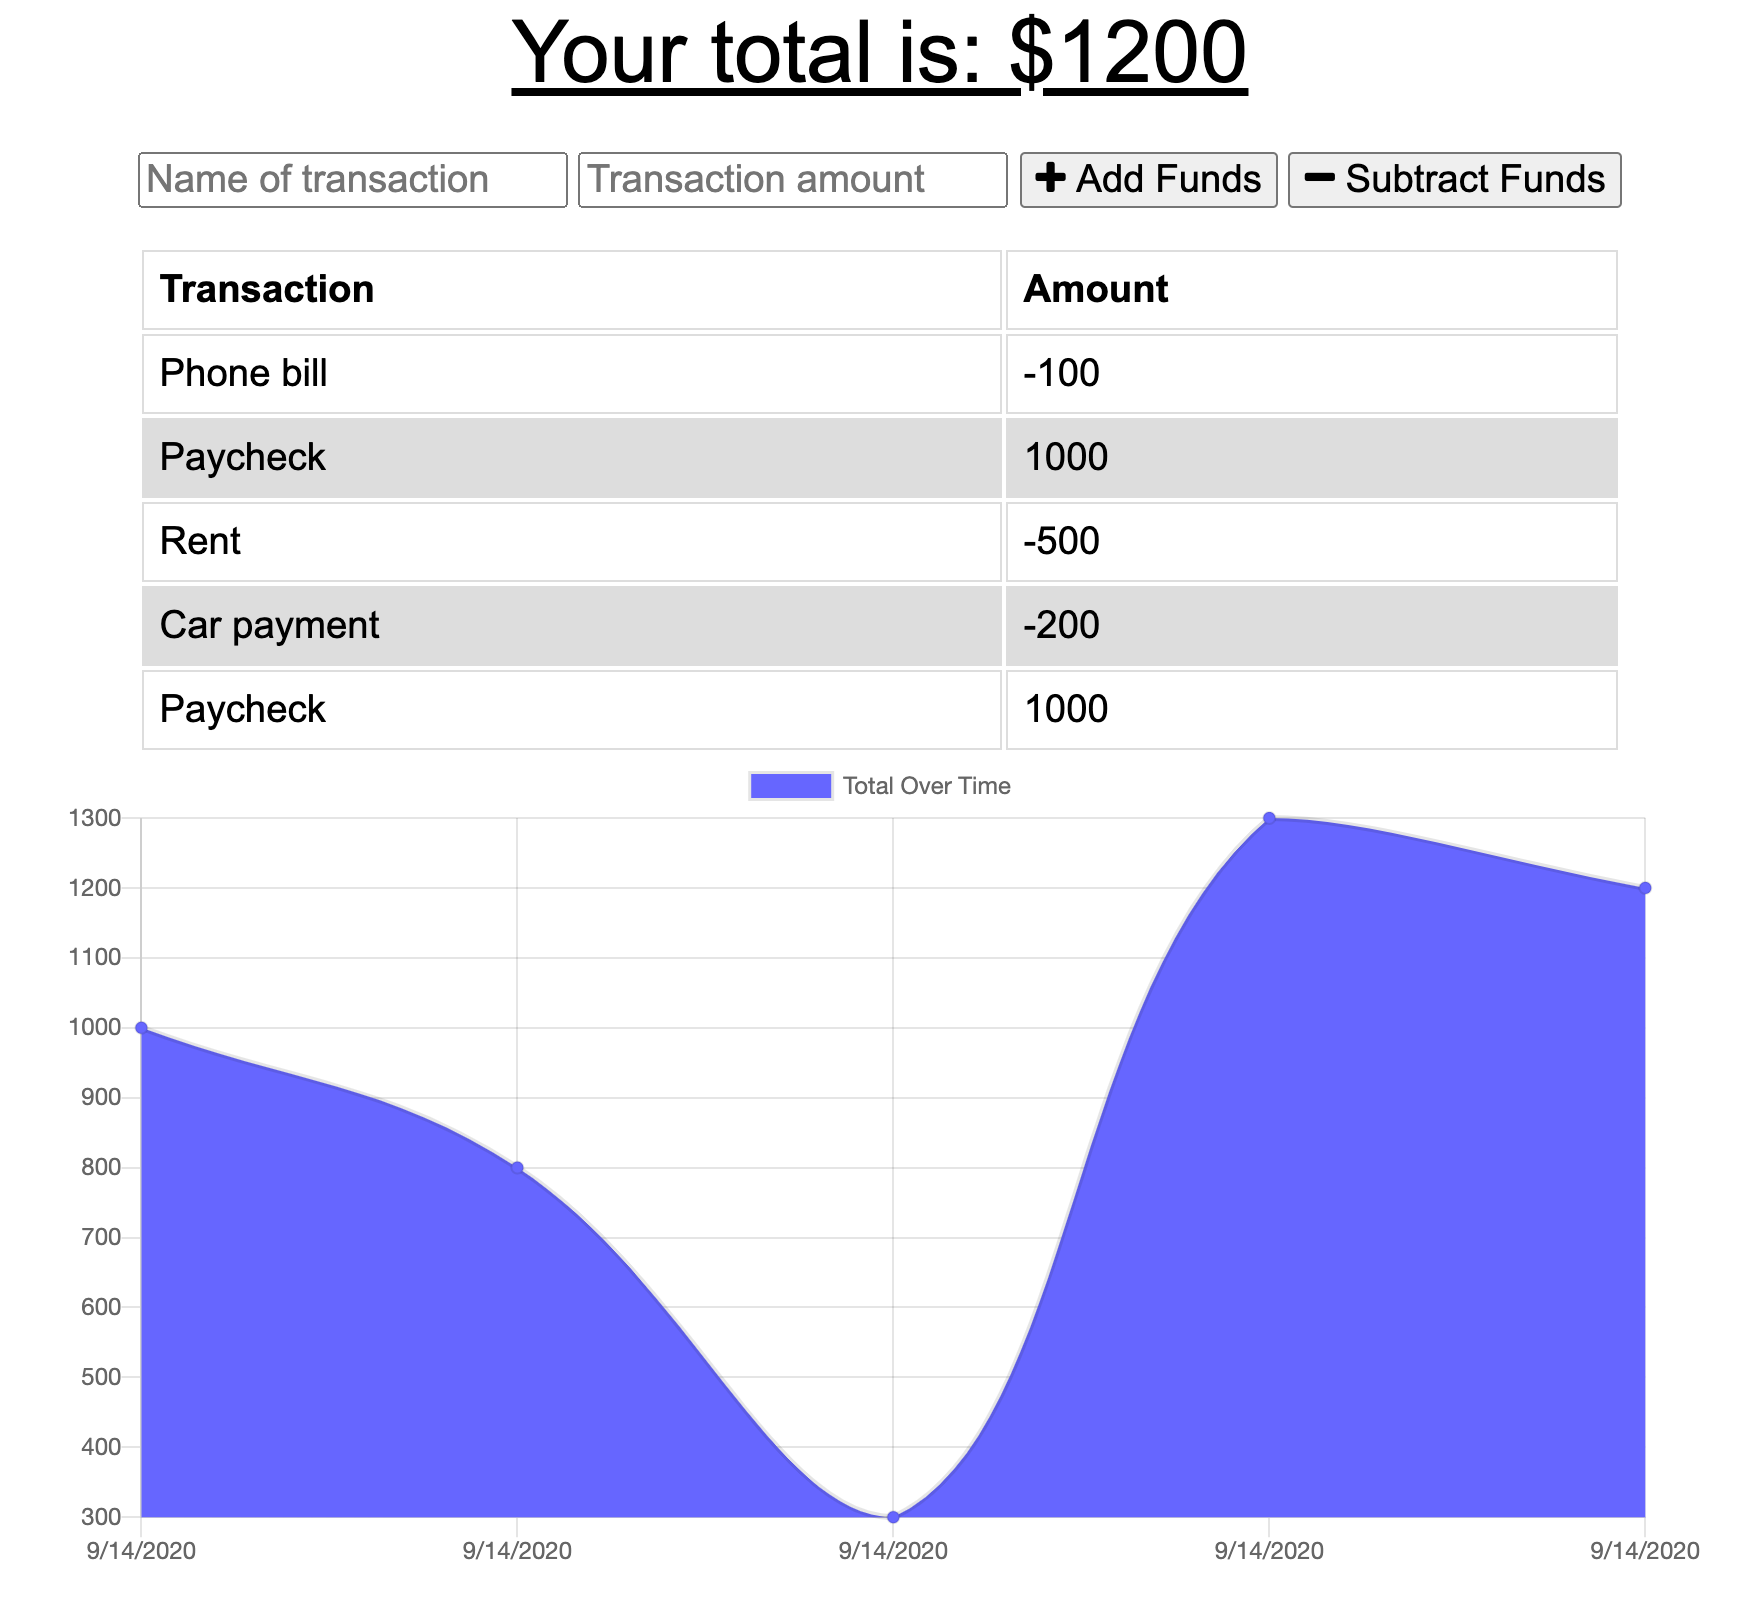 Your total is: $1200
Name of transaction Transaction amount + Add Funds − Subtract Funds
Transaction Amount
Phone bill -100
Paycheck 1000
Rent -500
Car payment -200
Paycheck 1000
Total Over Time
1300
1200
1100
1000
900
800
700
600
500
400
300
9/14/2020 9/14/2020 9/14/2020 9/14/2020 9/14/2020